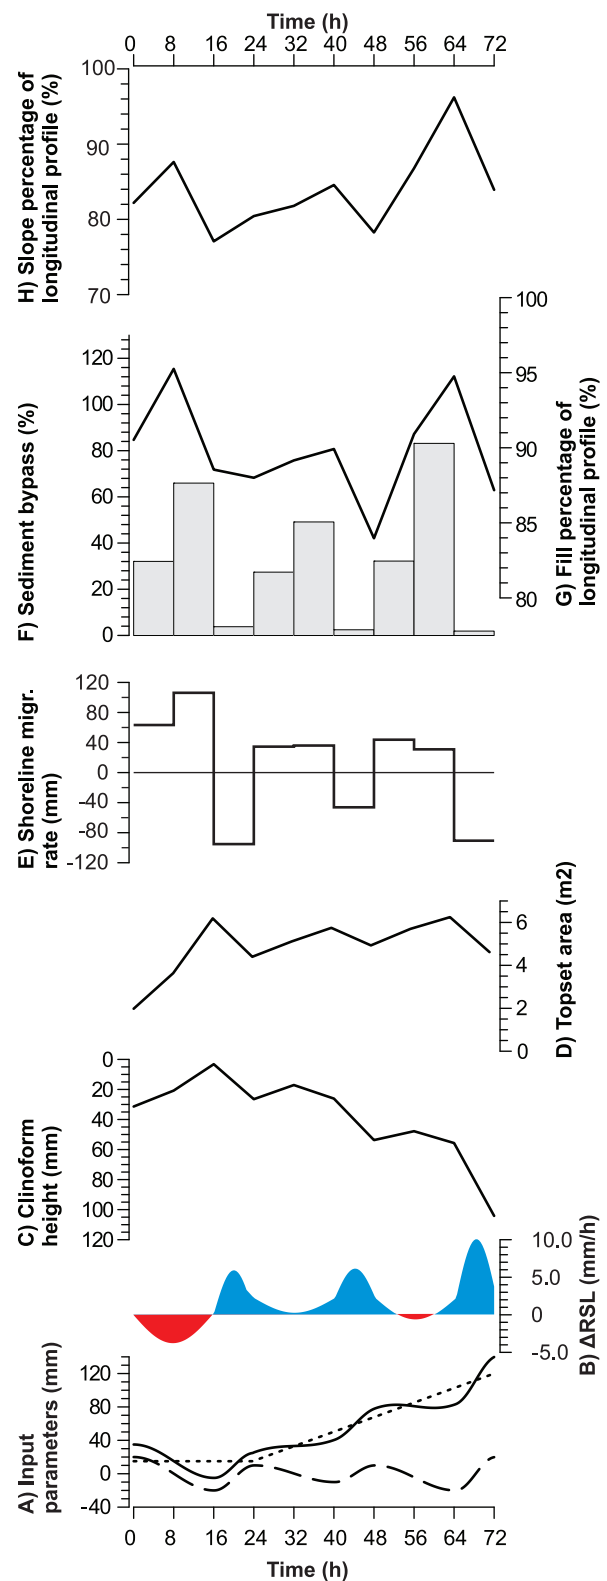 Time (h)
0 8 16 24 32 40 48 56 64 72
H) Slope percentage of
longitudinal profile (%)
100
90
80
70
F) Sediment bypass (%)
120
100
80
60
40
20
0
G) Fill percentage of
longitudinal profile (%)
100
95
90
85
80
E) Shoreline migr.
rate (mm)
120
80
40
0
-40
-80
-120
D) Topset area (m2)
6
4
2
0
C) Clinoform
height (mm)
0
20
40
60
80
100
120
B) ΔRSL (mm/h)
10.0
5.0
0
-5.0
A) Input
parameters (mm)
120
80
40
0
-40
0 8 16 24 32 40 48 56 64 72
Time (h)